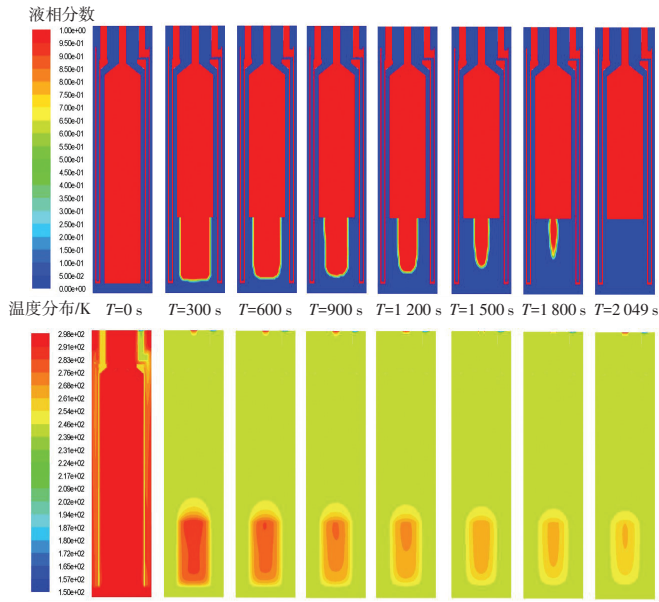 液相分数
1.00e+00
9.50e-01
9.00e-01
8.50e-01
8.00e-01
7.50e-01
7.00e-01
6.50e-01
6.00e-01
5.50e-01
5.00e-01
4.50e-01
4.00e-01
3.50e-01
3.00e-01
2.50e-01
2.00e-01
1.50e-01
1.00e-01
5.00e-02
0.00e+00
温度分布/K T=0 s T=300 s T=600 s T=900 s T=1 200 s T=1 500 s T=1 800 s T=2 049 s
2.98e+02
2.91e+02
2.83e+02
2.76e+02
2.68e+02
2.61e+02
2.54e+02
2.46e+02
2.39e+02
2.31e+02
2.24e+02
2.17e+02
2.09e+02
2.02e+02
1.94e+02
1.87e+02
1.80e+02
1.72e+02
1.65e+02
1.57e+02
1.50e+02